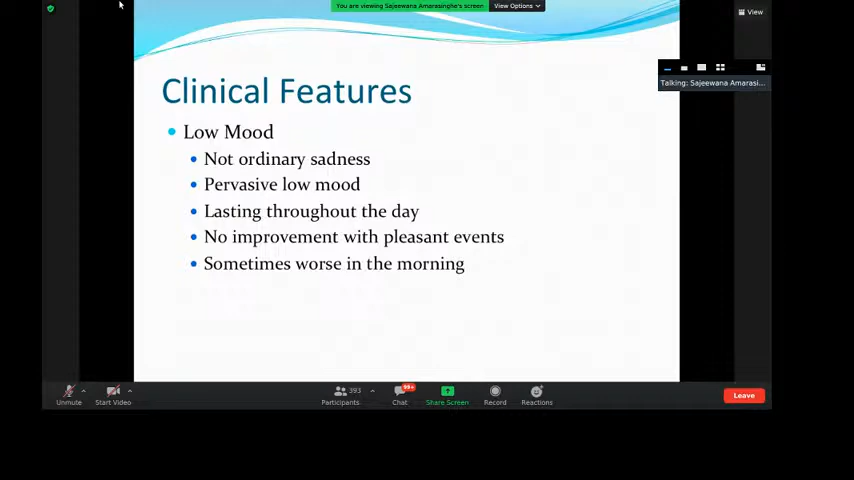 You are viewing Sajeewana Amarasinghe's screen
View Options
View
Talking: Sajeewana Amarasi...
Clinical Features
Low Mood
Not ordinary sadness
Pervasive low mood
Lasting throughout the day
No improvement with pleasant events
Sometimes worse in the morning
Unmute
Start Video
393
Participants
99+
Chat
Share Screen
Record
Reactions
Leave